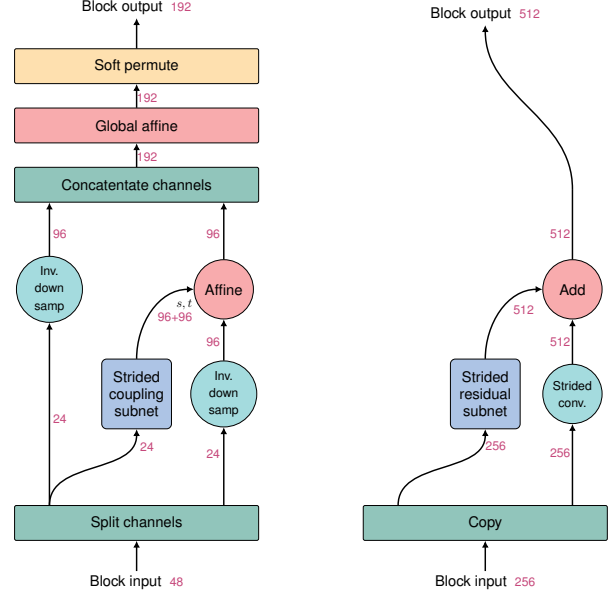 Block output 192
Soft permute
192
Global affine
192
Concatentate channels
96
96
Inv.
down
samp
Affine
s, t
96+96
96
Strided
coupling
subnet
Inv.
down
samp
24
24
24
Split channels
Block input 48
Block output 512
512
Add
512
512
Strided
residual
subnet
Strided
conv.
256
256
Copy
Block input 256